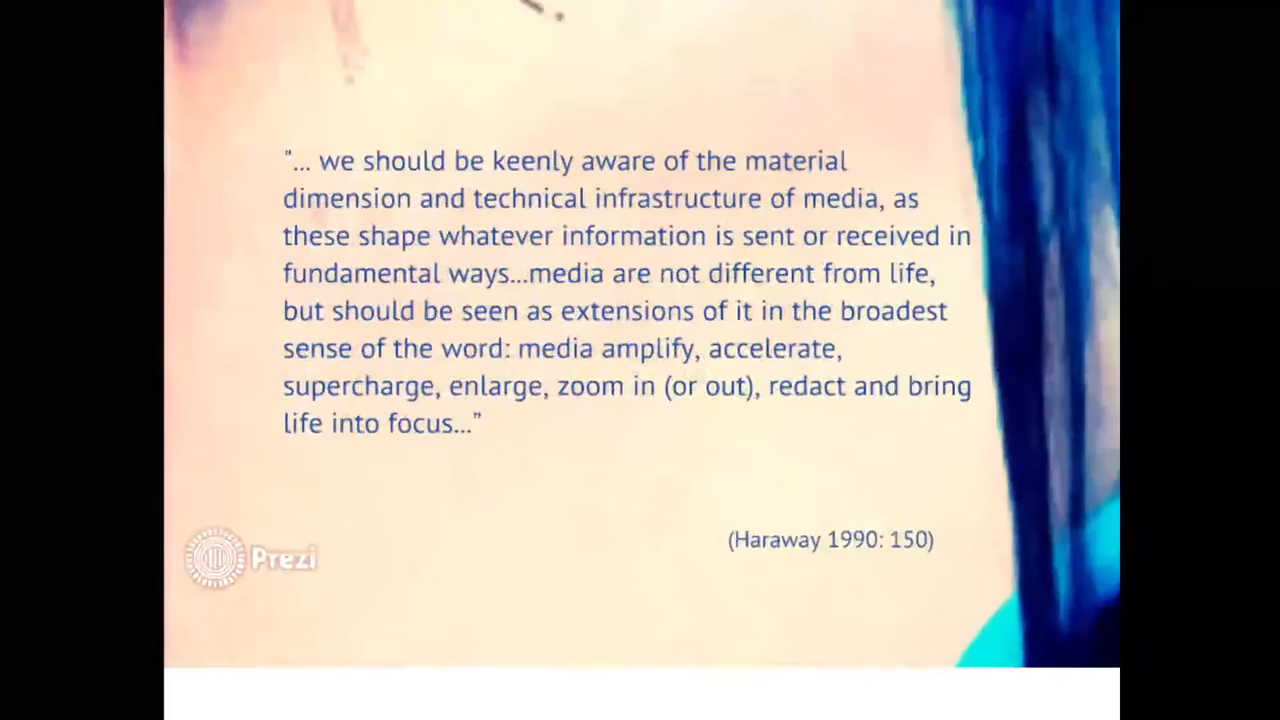 "... we should be keenly aware of the material
dimension and technical infrastructure of media, as
these shape whatever information is sent or received in
fundamental ways...media are not different from life,
but should be seen as extensions of it in the broadest
sense of the word: media amplify, accelerate,
supercharge, enlarge, zoom in (or out), redact and bring
life into focus..."
(Haraway 1990: 150)
Prezi